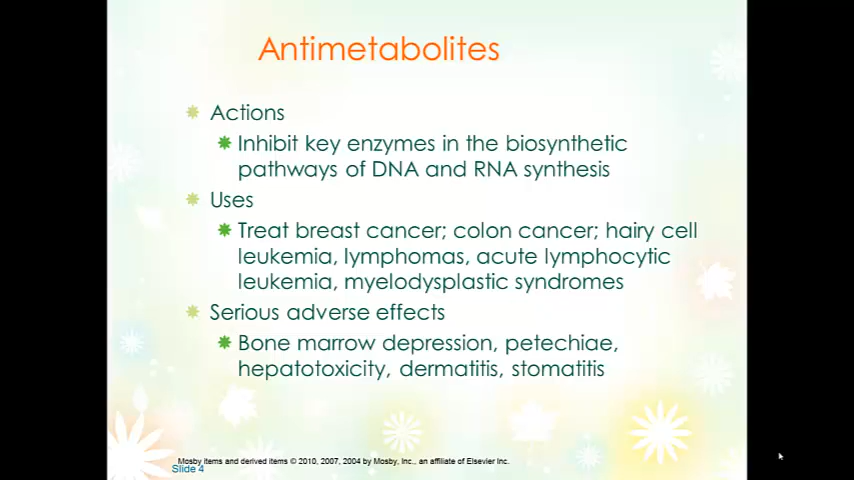 Antimetabolites
Actions
Inhibit key enzymes in the biosynthetic
pathways of DNA and RNA synthesis
Uses
Treat breast cancer; colon cancer; hairy cell
leukemia, lymphomas, acute lymphocytic
leukemia, myelodysplastic syndromes
Serious adverse effects
Bone marrow depression, petechiae,
hepatotoxicity, dermatitis, stomatitis
Mosby items and derived items © 2010, 2007, 2004 by Mosby, Inc., an affiliate of Elsevier Inc.
Slide 4